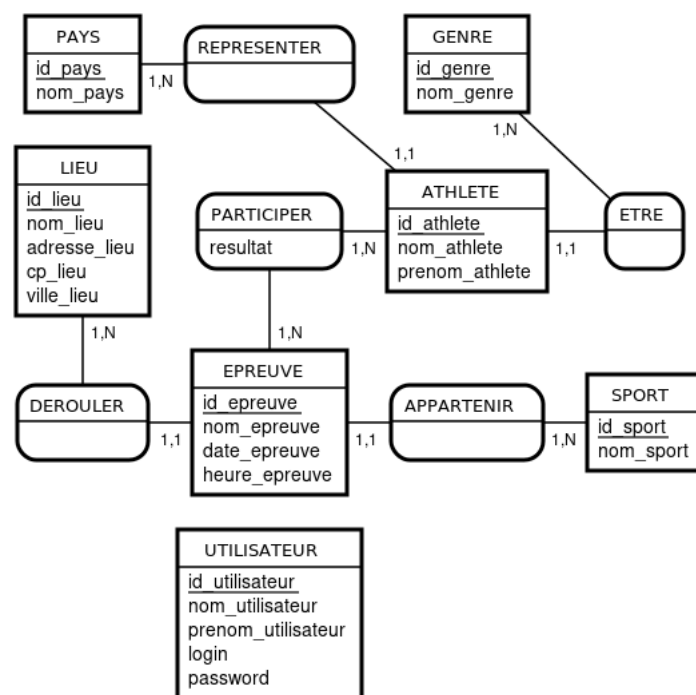 PAYS
id_pays
nom_pays
1,N
REPRESENTER
GENRE
id_genre
nom_genre
1,N
1,1
LIEU
id_lieu
nom_lieu
adresse_lieu
cp_lieu
ville_lieu
1,N
PARTICIPER
resultat
1,N
1,N
ATHLETE
id_athlete
nom_athlete
prenom_athlete
1,1
ETRE
DEROULER
1,1
EPREUVE
id_epreuve
nom_epreuve
date_epreuve
heure_epreuve
1,1
APPARTENIR
1,N
SPORT
id_sport
nom_sport
UTILISATEUR
id_utilisateur
nom_utilisateur
prenom_utilisateur
login
password